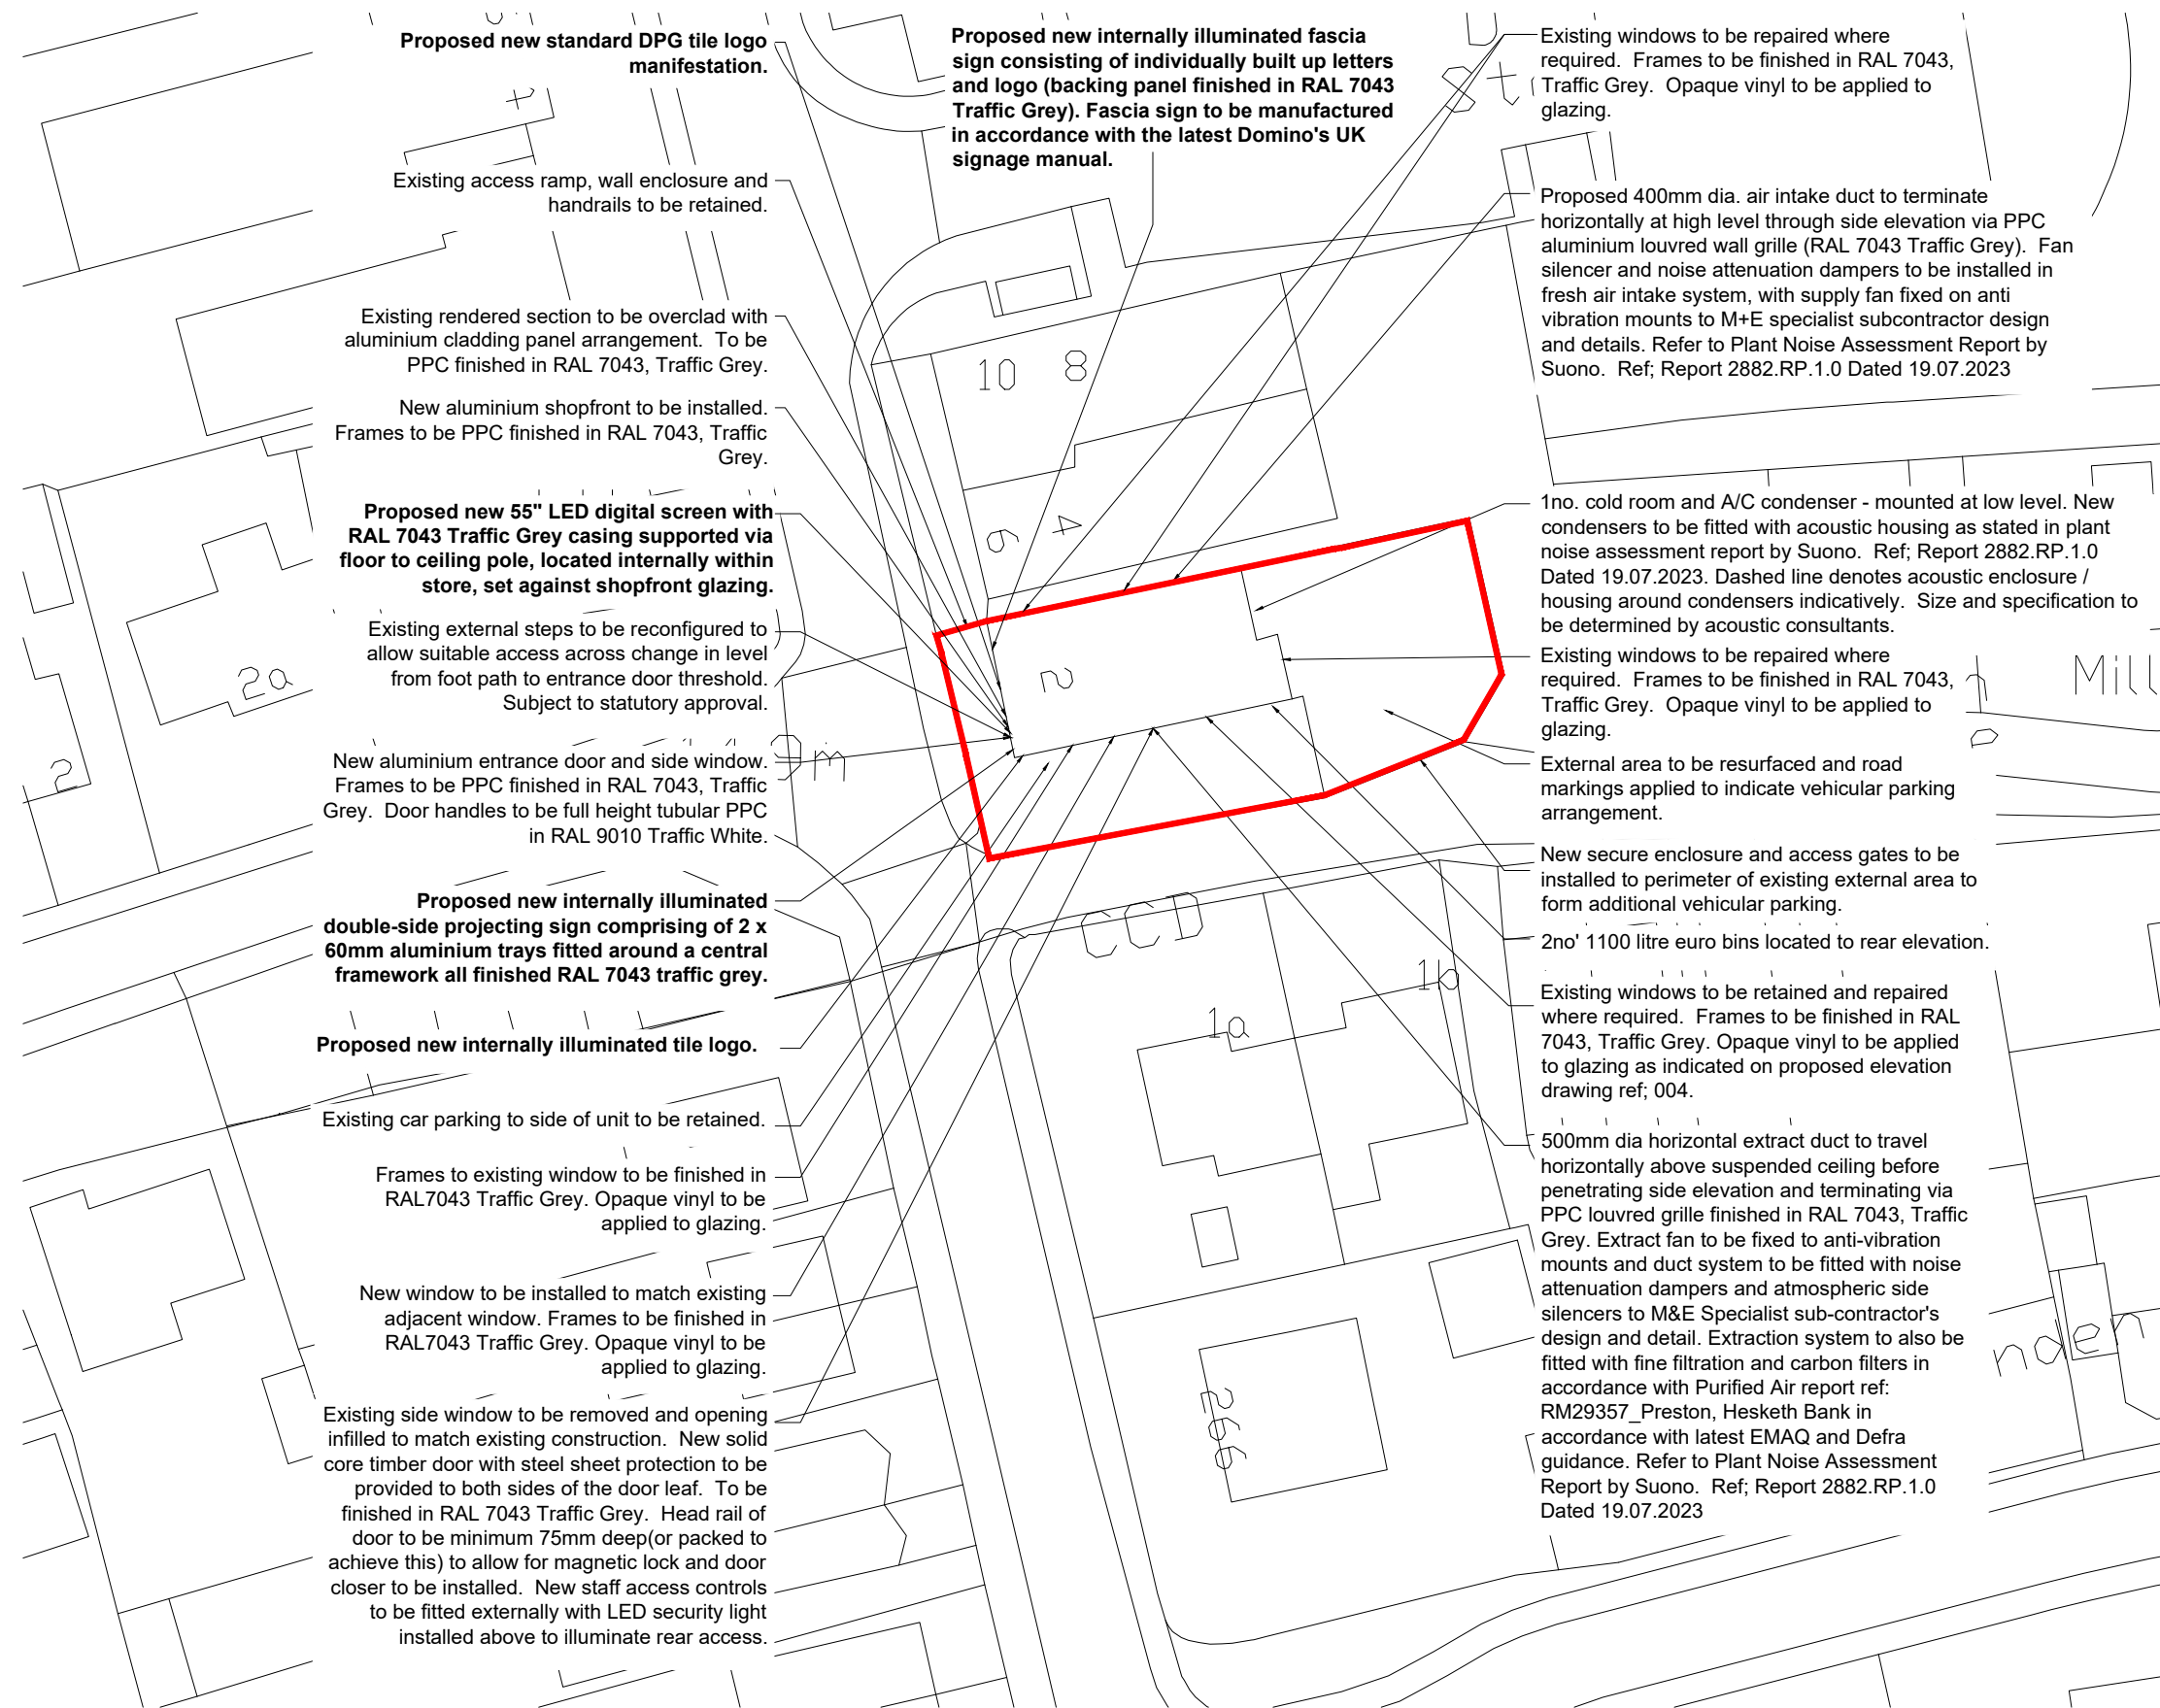 Proposed new standard DPG tile logo
manifestation.
Existing access ramp, wall enclosure and
handrails to be retained.
Existing rendered section to be overclad with
aluminium cladding panel arrangement.  To be
PPC finished in RAL 7043, Traffic Grey.
New aluminium shopfront to be installed.
Frames to be PPC finished in RAL 7043, Traffic
Grey.
Proposed new 55" LED digital screen with
RAL 7043 Traffic Grey casing supported via
floor to ceiling pole, located internally within
store, set against shopfront glazing.
Existing external steps to be reconfigured to
allow suitable access across change in level
from foot path to entrance door threshold.
Subject to statutory approval.
New aluminium entrance door and side window.
Frames to be PPC finished in RAL 7043, Traffic
Grey.  Door handles to be full height tubular PPC
in RAL 9010 Traffic White.
Proposed new internally illuminated
double-side projecting sign comprising of 2 x
60mm aluminium trays fitted around a central
framework all finished RAL 7043 traffic grey.
Proposed new internally illuminated tile logo.
Existing car parking to side of unit to be retained.
Frames to existing window to be finished in
RAL7043 Traffic Grey. Opaque vinyl to be
applied to glazing.
New window to be installed to match existing
adjacent window. Frames to be finished in
RAL7043 Traffic Grey. Opaque vinyl to be
applied to glazing.
Existing side window to be removed and opening
infilled to match existing construction.  New solid
core timber door with steel sheet protection to be
provided to both sides of the door leaf.  To be
finished in RAL 7043 Traffic Grey.  Head rail of
door to be minimum 75mm deep(or packed to
achieve this) to allow for magnetic lock and door
closer to be installed.  New staff access controls
to be fitted externally with LED security light
installed above to illuminate rear access.
Proposed new internally illuminated fascia
sign consisting of individually built up letters
and logo (backing panel finished in RAL 7043
Traffic Grey). Fascia sign to be manufactured
in accordance with the latest Domino's UK
signage manual.
10
8
6
4
2
2a
2
CCD
1a
1b
Mill
Existing windows to be repaired where
required.  Frames to be finished in RAL 7043,
Traffic Grey.  Opaque vinyl to be applied to
glazing.
Proposed 400mm dia. air intake duct to terminate
horizontally at high level through side elevation via PPC
aluminium louvred wall grille (RAL 7043 Traffic Grey).  Fan
silencer and noise attenuation dampers to be installed in
fresh air intake system, with supply fan fixed on anti
vibration mounts to M+E specialist subcontractor design
and details. Refer to Plant Noise Assessment Report by
Suono.  Ref; Report 2882.RP.1.0 Dated 19.07.2023
1no. cold room and A/C condenser - mounted at low level. New
condensers to be fitted with acoustic housing as stated in plant
noise assessment report by Suono.  Ref; Report 2882.RP.1.0
Dated 19.07.2023. Dashed line denotes acoustic enclosure /
housing around condensers indicatively.  Size and specification to
be determined by acoustic consultants.
Existing windows to be repaired where
required.  Frames to be finished in RAL 7043,
Traffic Grey.  Opaque vinyl to be applied to
glazing.
External area to be resurfaced and road
markings applied to indicate vehicular parking
arrangement.
New secure enclosure and access gates to be
installed to perimeter of existing external area to
form additional vehicular parking.
2no' 1100 litre euro bins located to rear elevation.
Existing windows to be retained and repaired
where required.  Frames to be finished in RAL
7043, Traffic Grey. Opaque vinyl to be applied
to glazing as indicated on proposed elevation
drawing ref; 004.
500mm dia horizontal extract duct to travel
horizontally above suspended ceiling before
penetrating side elevation and terminating via
PPC louvred grille finished in RAL 7043, Traffic
Grey. Extract fan to be fixed to anti-vibration
mounts and duct system to be fitted with noise
attenuation dampers and atmospheric side
silencers to M&E Specialist sub-contractor's
design and detail. Extraction system to also be
fitted with fine filtration and carbon filters in
accordance with Purified Air report ref:
RM29357_Preston, Hesketh Bank in
accordance with latest EMAQ and Defra
guidance. Refer to Plant Noise Assessment
Report by Suono.  Ref; Report 2882.RP.1.0
Dated 19.07.2023